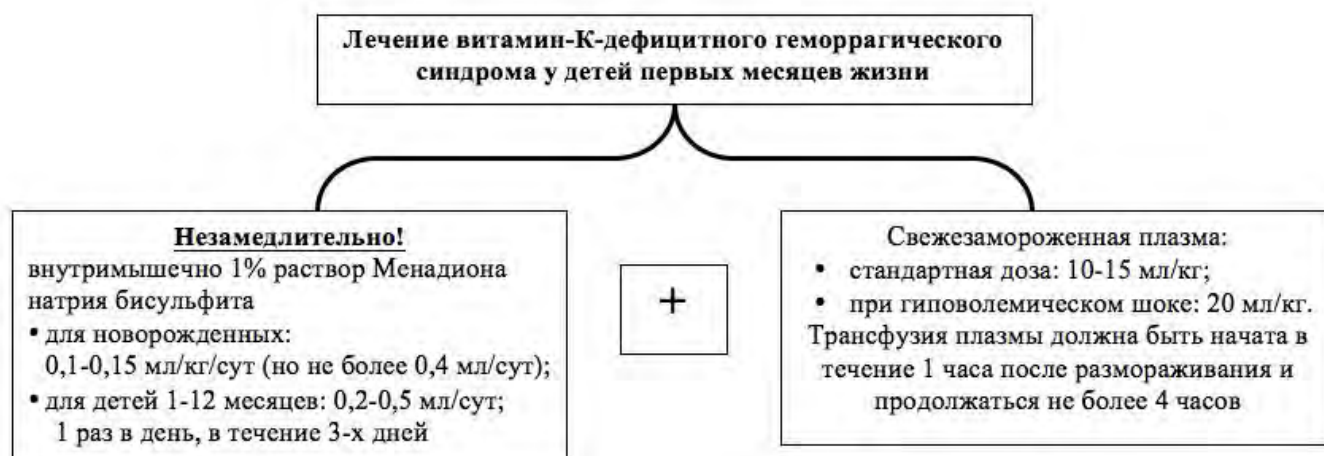 Лечение витамин-К-дефицитного геморрагического
синдрома у детей первых месяцев жизни
Незамедлительно!
внутримышечно 1% раствор Менадиона
натрия бисульфита
• для новорожденных:
0,1-0,15 мл/кг/сут (но не более 0,4 мл/сут);
• для детей 1-12 месяцев: 0,2-0,5 мл/сут;
1 раз в день, в течение 3-х дней
+
Свежезамороженная плазма:
• стандартная доза: 10-15 мл/кг;
• при гиповолемическом шоке: 20 мл/кг.
Трансфузия плазмы должна быть начата в
течение 1 часа после размораживания и
продолжаться не более 4 часов